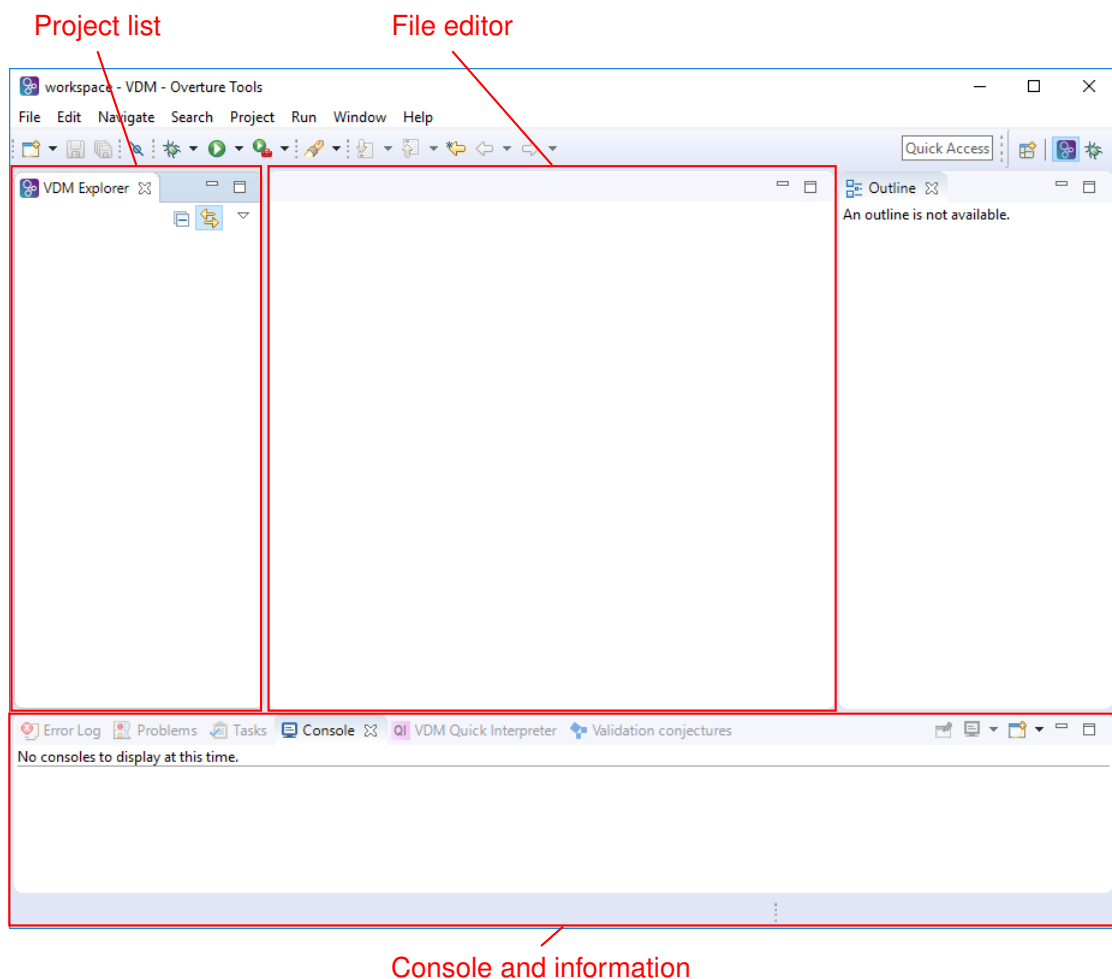 Project list
File editor
workspace - VDM - Overture Tools
File Edit Navigate Search Project Run Window Help
Quick Access
VDM Explorer
Outline
An outline is not available.
Error Log Problems Tasks Console QI VDM Quick Interpreter Validation conjectures
No consoles to display at this time.
Console and information